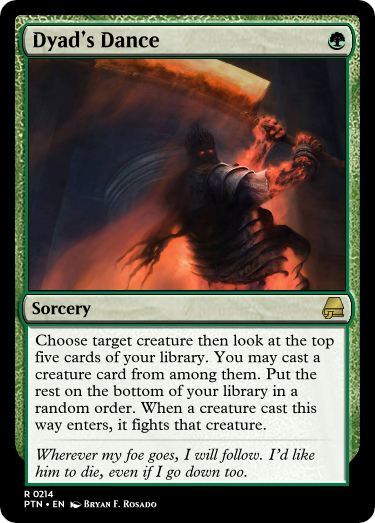 Dyad's Dance
Sorcery
Choose target creature then look at the top
five cards of your library. You may cast a
creature card from among them. Put the
rest on the bottom of your library in a
random order. When a creature cast this
way enters, it fights that creature.
Wherever my foe goes, I will follow. I'd like
him to die, even if I go down too.
R 0214
PTN • EN Bryan F. Rosado